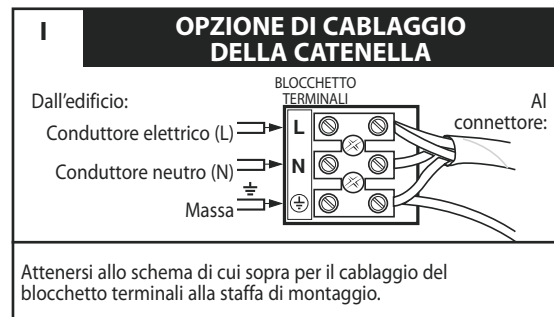 I
OPZIONE DI CABLAGGIO
DELLA CATENELLA
BLOCCHETTO
TERMINALI
Dall'edificio:
Al
connettore:
Conduttore elettrico (L)
L
Conduttore neutro (N)
N
Massa
Attenersi allo schema di cui sopra per il cablaggio del
blocchetto terminali alla staffa di montaggio.